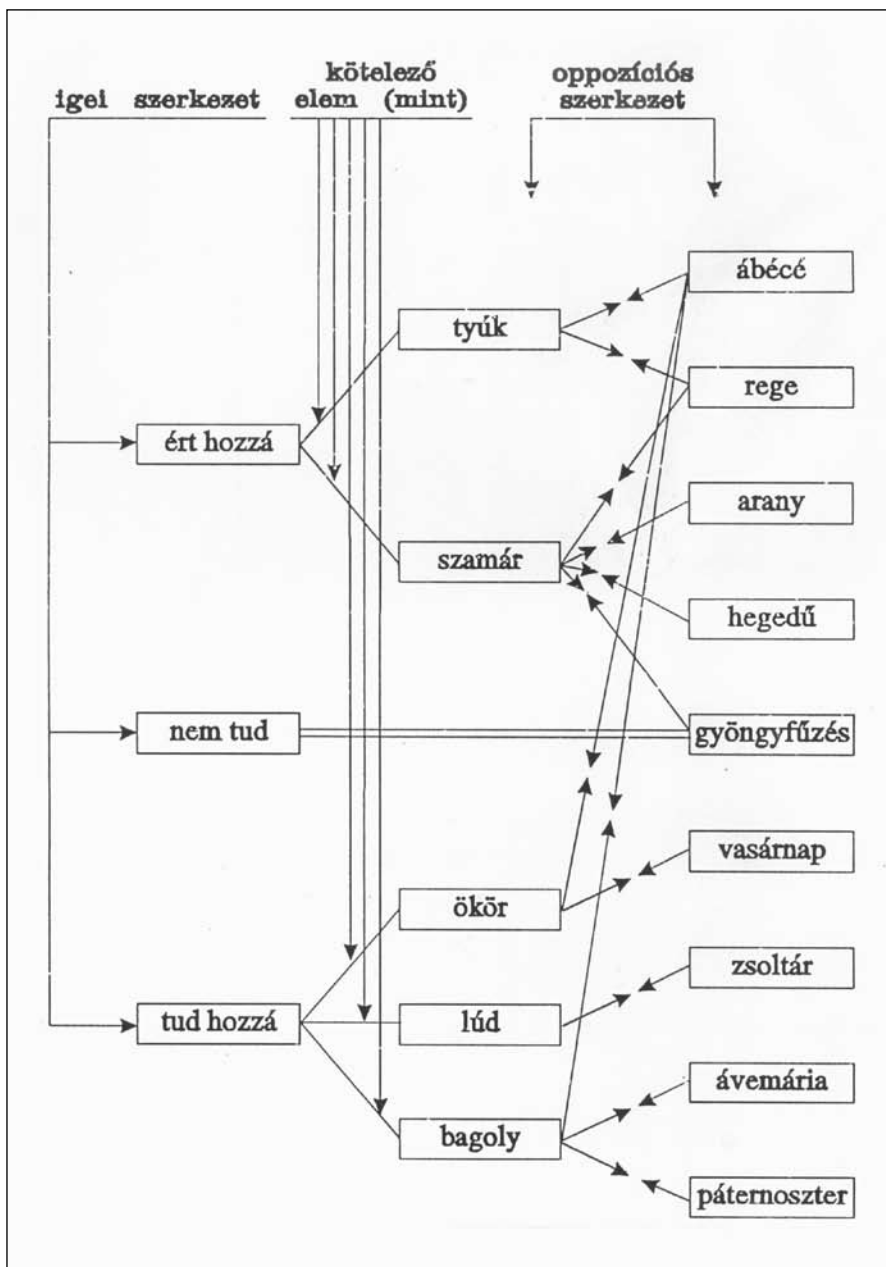 igei szerkezet
kötelező
elem (mint)
oppozíciós
szerkezet
ábécé
tyúk
rege
ért hozzá
arany
szamár
hegedű
nem tud
gyöngyfűzés
vasárnap
ökör
zsoltár
tud hozzá
lúd
ávemária
bagoly
páternoszter